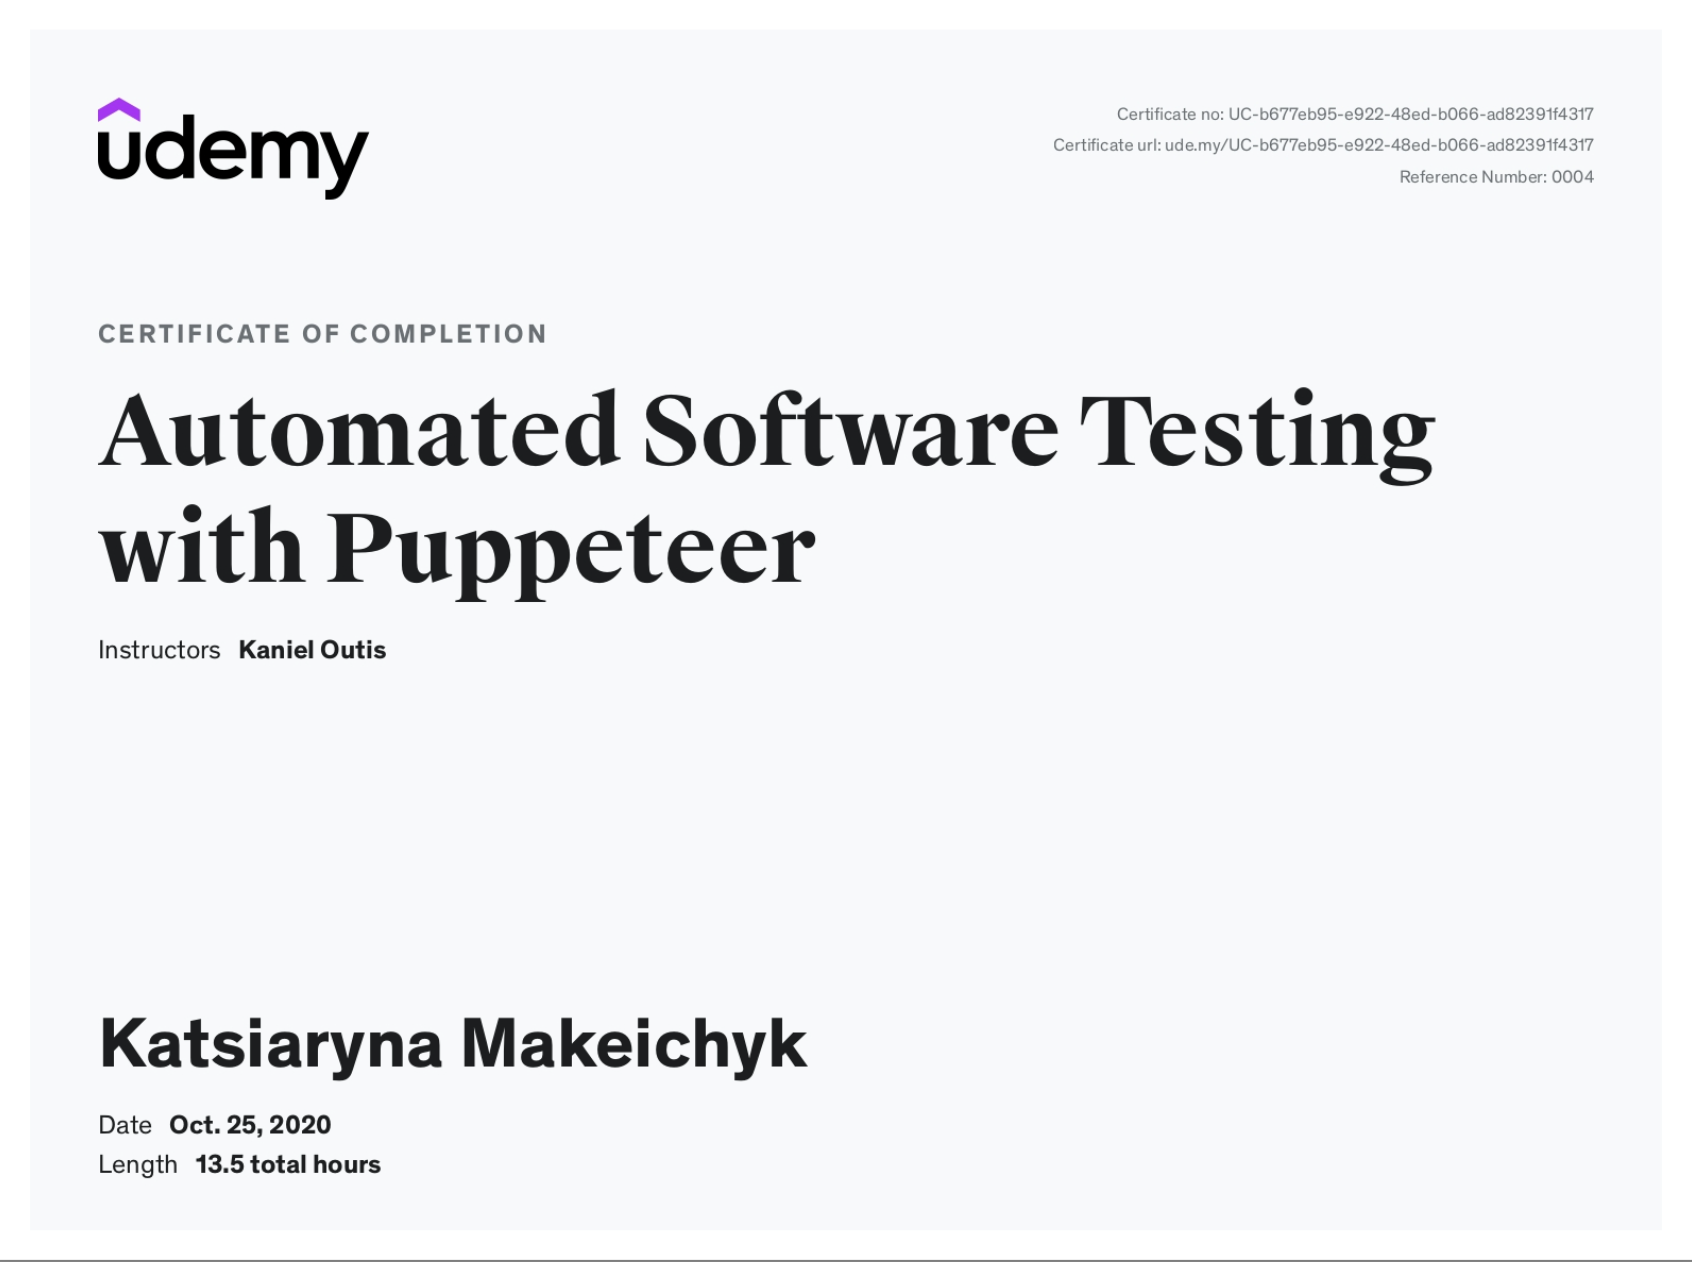 udemy
Certificate no: UC-b677eb95-e922-48ed-b066-ad82391f4317
Certificate url: ude.my/UC-b677eb95-e922-48ed-b066-ad82391f4317
Reference Number: 0004
CERTIFICATE OF COMPLETION
Automated Software Testing
with Puppeteer
Instructors Kaniel Outis
Katsiaryna Makeichyk
Date Oct. 25, 2020
Length 13.5 total hours